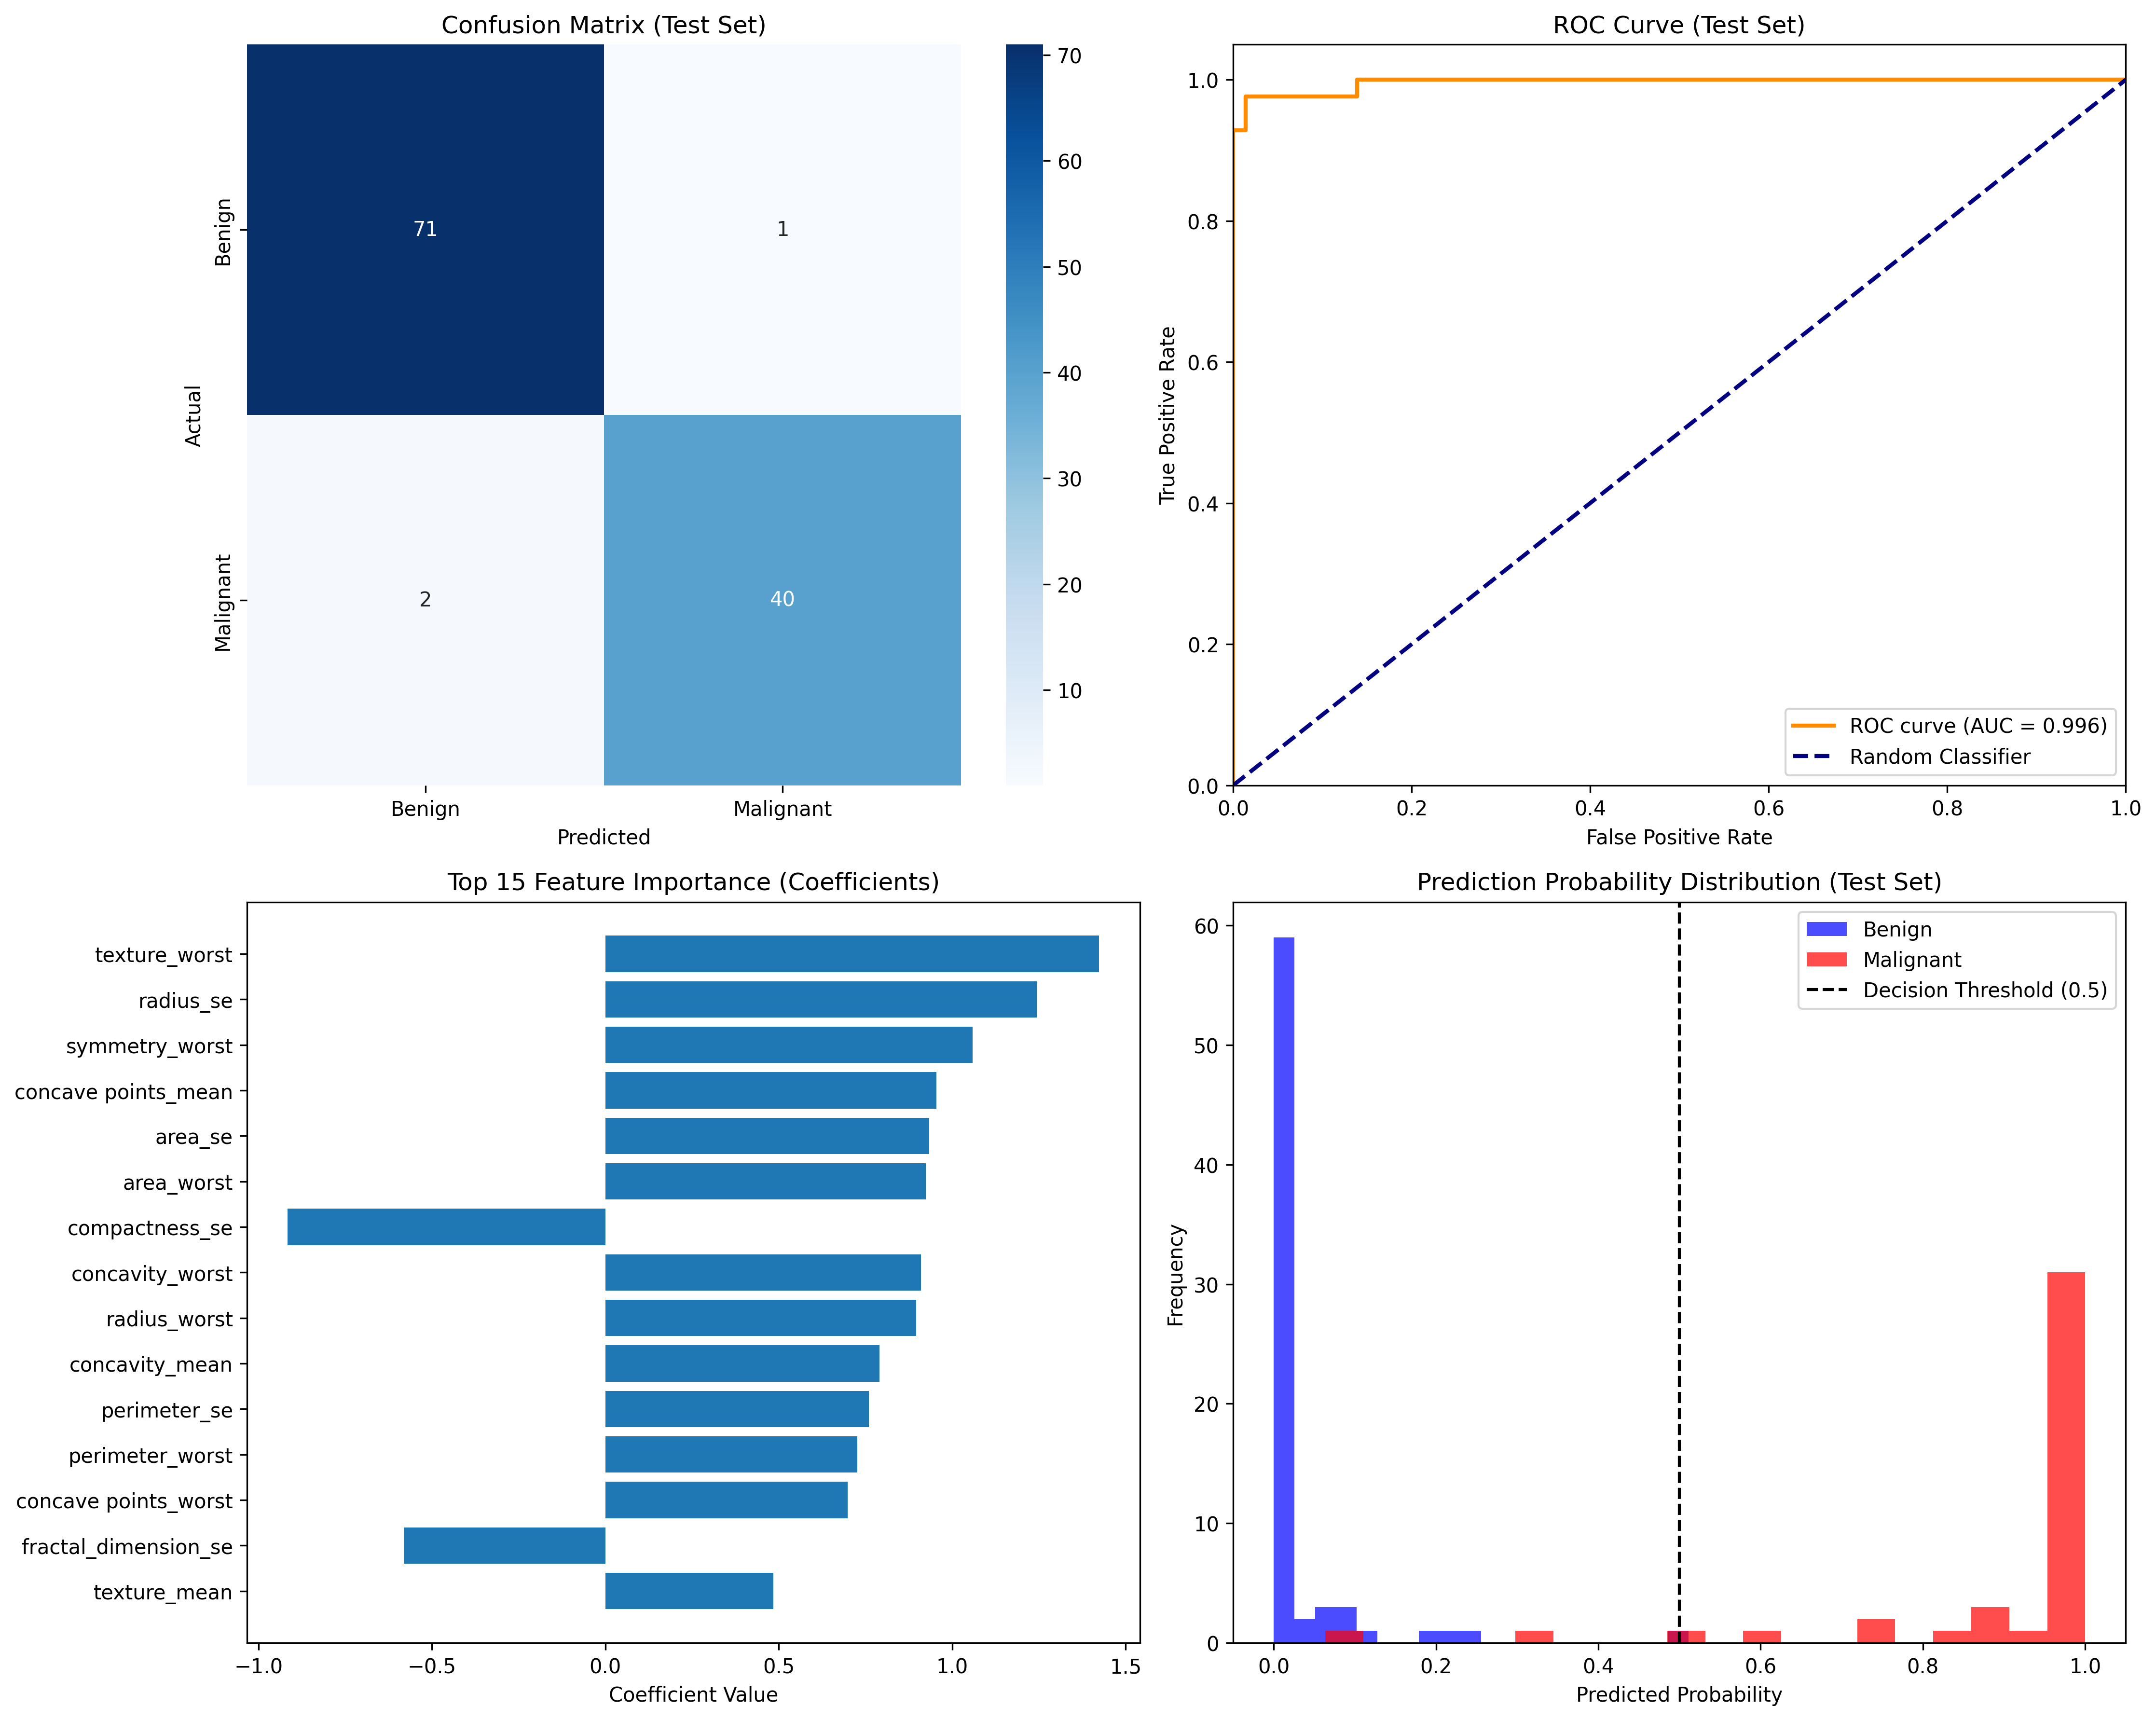 Confusion Matrix (Test Set)
Actual
Benign
Malignant
71
1
2
40
Benign
Malignant
Predicted
70
60
50
40
30
20
10
ROC Curve (Test Set)
True Positive Rate
1.0
0.8
0.6
0.4
0.2
0.0
0.0
0.2
0.4
0.6
0.8
1.0
False Positive Rate
ROC curve (AUC = 0.996)
Random Classifier
Top 15 Feature Importance (Coefficients)
texture_worst
radius_se
symmetry_worst
concave points_mean
area_se
area_worst
compactness_se
concavity_worst
radius_worst
concavity_mean
perimeter_se
perimeter_worst
concave points_worst
fractal_dimension_se
texture_mean
−1.0
−0.5
0.0
0.5
1.0
1.5
Coefficient Value
Prediction Probability Distribution (Test Set)
Frequency
60
50
40
30
20
10
0
0.0
0.2
0.4
0.6
0.8
1.0
Predicted Probability
Benign
Malignant
Decision Threshold (0.5)